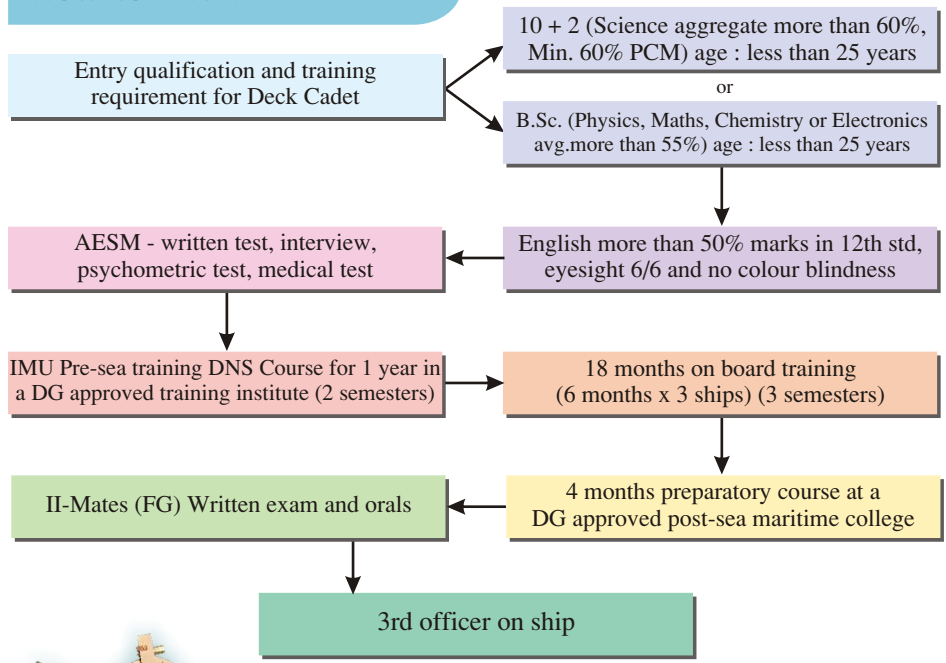 Entry qualification and training
requirement for Deck Cadet
10 + 2 (Science aggregate more than 60%,
Min. 60% PCM) age : less than 25 years
or
B.Sc. (Physics, Maths, Chemistry or Electronics
avg.more than 55%) age : less than 25 years
English more than 50% marks in 12th std,
eyesight 6/6 and no colour blindness
AESM - written test, interview,
psychometric test, medical test
IMU Pre-sea training DNS Course for 1 year in
a DG approved training institute (2 semesters)
18 months on board training
(6 months x 3 ships) (3 semesters)
4 months preparatory course at a
DG approved post-sea maritime college
II-Mates (FG) Written exam and orals
3rd officer on ship